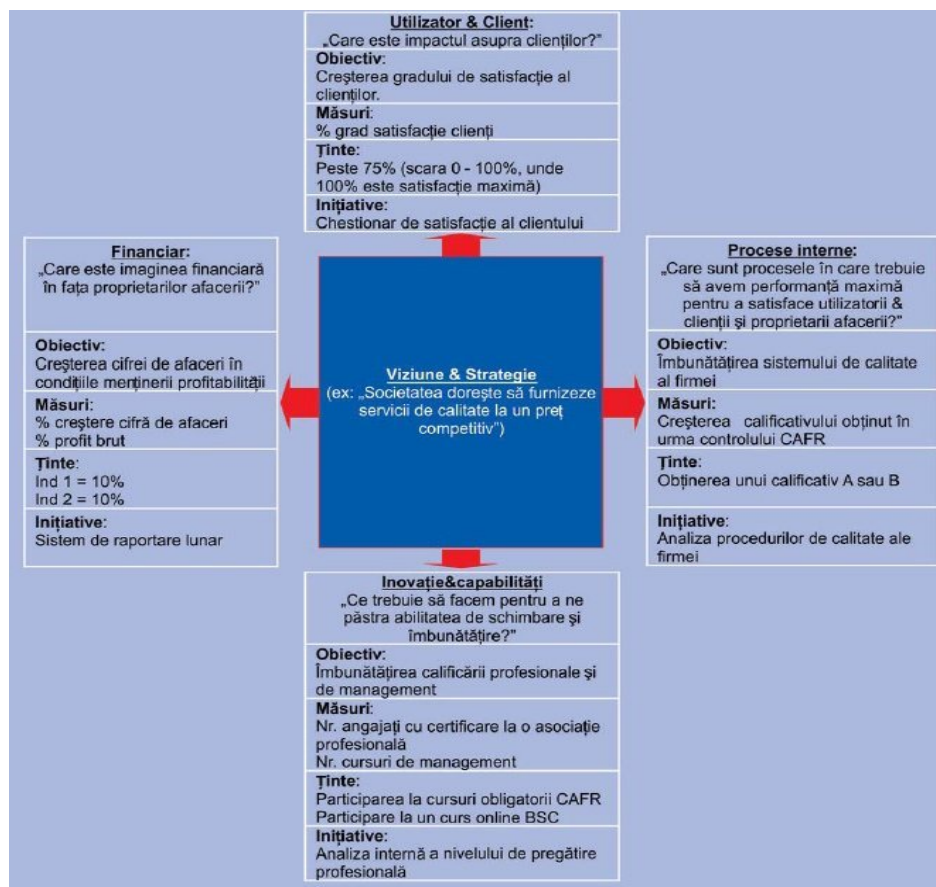 Utilizator & Client:
„Care este impactul asupra clienților?”
Obiectiv:
Creșterea gradului de satisfacție al
clienților.
Măsuri:
% grad satisfacție clienți
Ținte:
Peste 75% (scara 0 - 100%, unde
100% este satisfacție maximă)
Inițiative:
Chestionar de satisfacție al clientului
Financiar:
„Care este imaginea financiară
în fața proprietarilor afacerii?”
Obiectiv:
Creșterea cifrei de afaceri în
condițiile menținerii profitabilității
Măsuri:
% creștere cifră de afaceri
% profit brut
Ținte:
Ind 1 = 10%
Ind 2 = 10%
Inițiative:
Sistem de raportare lunar
Viziune & Strategie
(ex: „Societatea dorește să furnizeze
servicii de calitate la un preț
competitiv”)
Procese interne:
„Care sunt procesele în care trebuie
să avem performanță maximă
pentru a satisface utilizatorii &
clienții și proprietarii afacerii?”
Obiectiv:
Îmbunătățirea sistemului de calitate
al firmei
Măsuri:
Creșterea calificativului obținut în
urma controlului CAFR
Ținte:
Obținerea unui calificativ A sau B
Inițiative:
Analiza procedurilor de calitate ale
firmei
Inovație&capabilități
„Ce trebuie să facem pentru a ne
păstra abilitatea de schimbare și
îmbunătățire?”
Obiectiv:
Îmbunătățirea calificării profesionale și
de management
Măsuri:
Nr. angajați cu certificare la o asociație
profesională
Nr. cursuri de management
Ținte:
Participarea la cursuri obligatorii CAFR
Participare la un curs online BSC
Inițiative:
Analiza internă a nivelului de pregătire
profesională